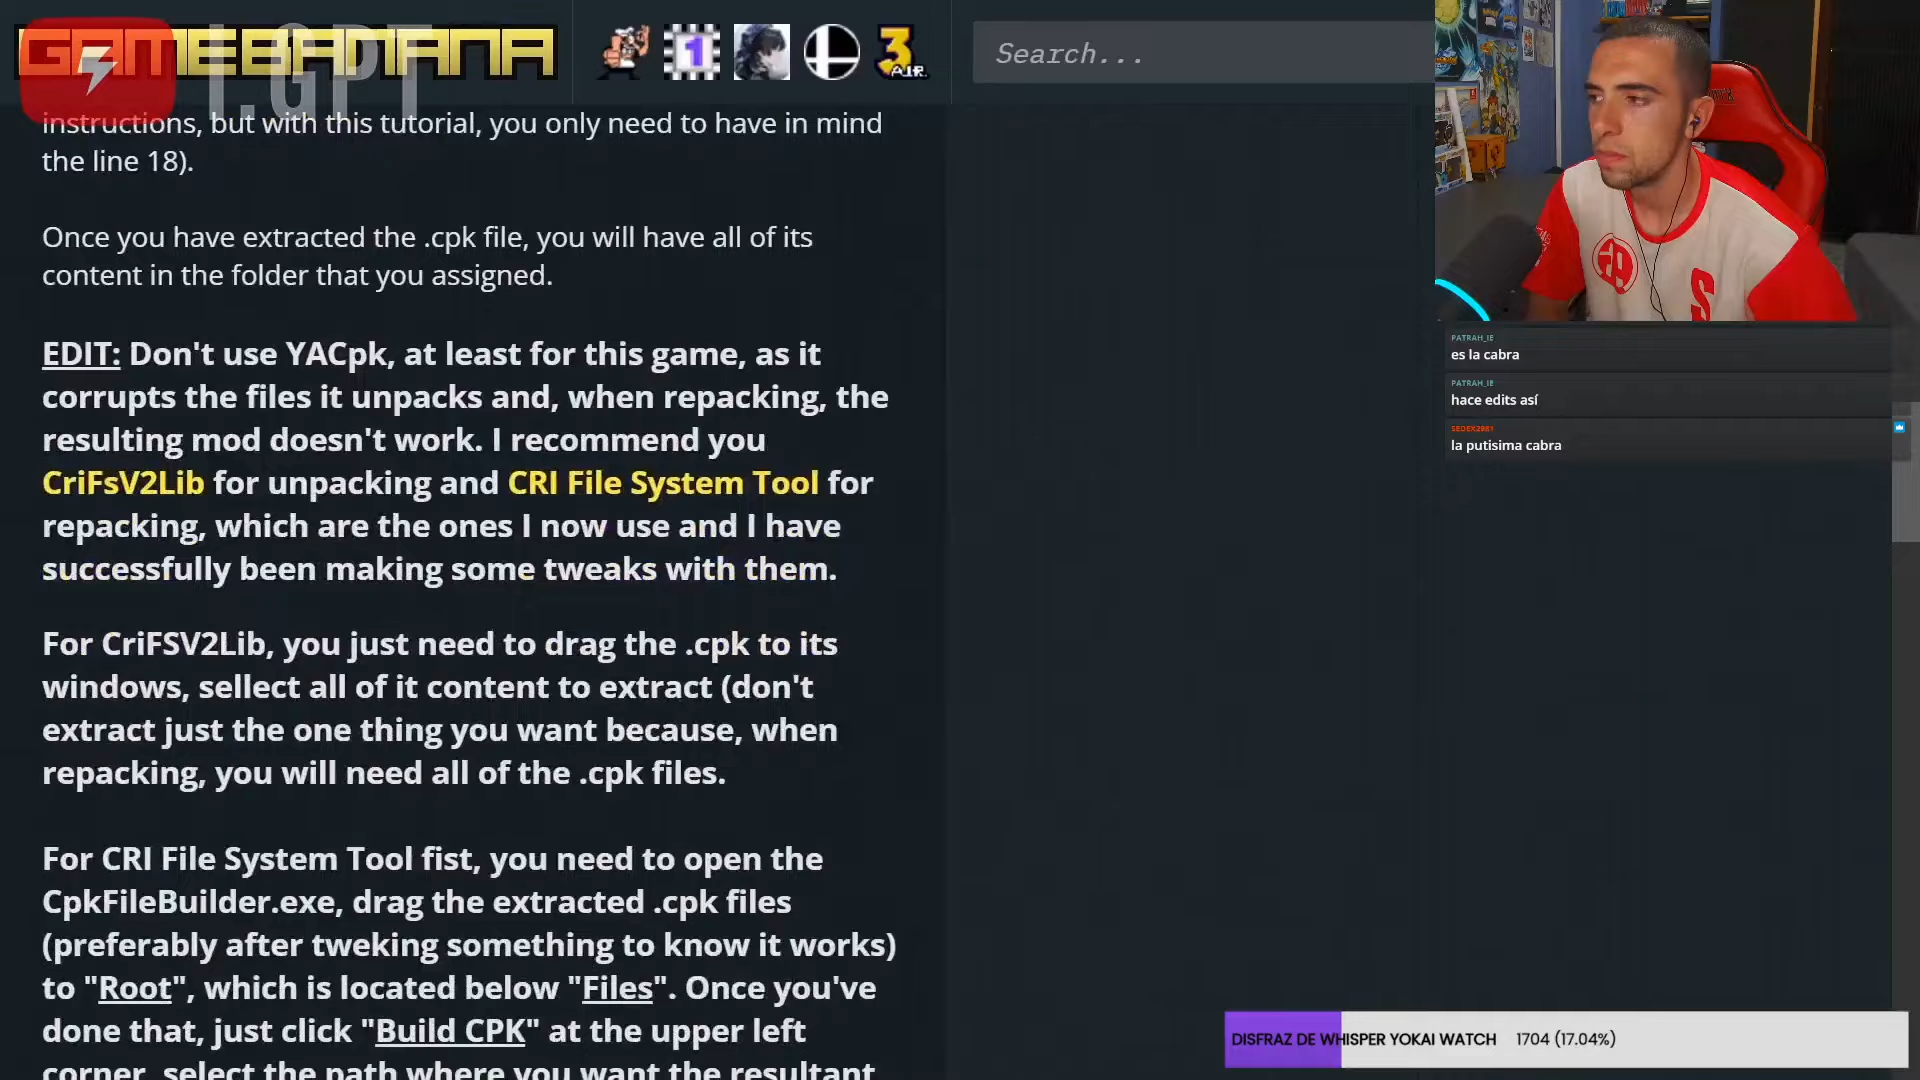 GAMEBANANA
I.GPT
1
3
A.I.R.
Search...
instructions, but with this tutorial, you only need to have in mind
the line 18).
Once you have extracted the .cpk file, you will have all of its
content in the folder that you assigned.
EDIT: Don't use YACpk, at least for this game, as it
corrupts the files it unpacks and, when repacking, the
resulting mod doesn't work. I recommend you
CriFsV2Lib for unpacking and CRI File System Tool for
repacking, which are the ones I now use and I have
successfully been making some tweaks with them.
For CriFSV2Lib, you just need to drag the .cpk to its
windows, sellect all of it content to extract (don't
extract just the one thing you want because, when
repacking, you will need all of the .cpk files.
For CRI File System Tool fist, you need to open the
CpkFileBuilder.exe, drag the extracted .cpk files
(preferably after tweking something to know it works)
to "Root", which is located below "Files". Once you've
done that, just click "Build CPK" at the upper left
corner, select the path where you want the resultant
PATRAH_IE
es la cabra
PATRAH_IE
hace edits así
SEDEX2981
la putisima cabra
DISFRAZ DE WHISPER YOKAI WATCH 1704 (17.04%)